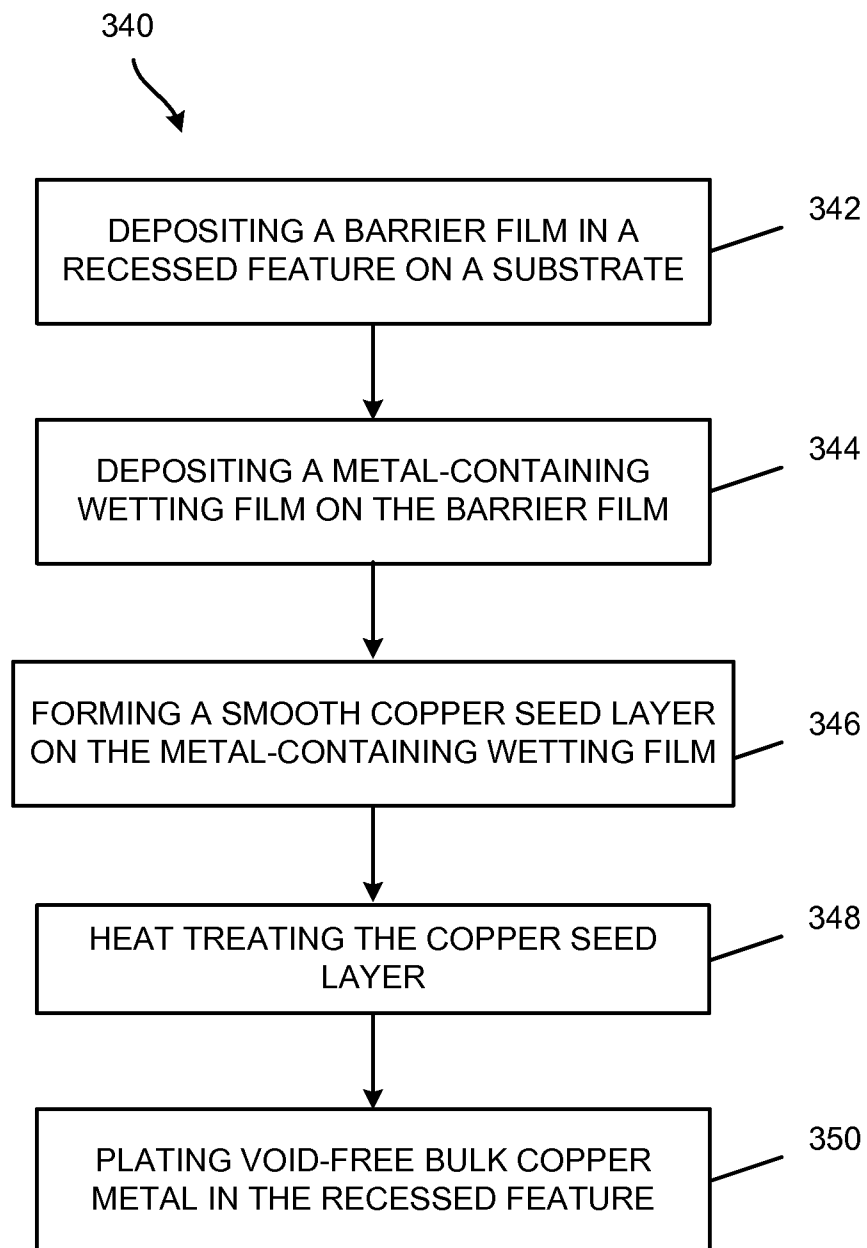 340
DEPOSITING A BARRIER FILM IN A
RECESSED FEATURE ON A SUBSTRATE
342
DEPOSITING A METAL-CONTAINING
WETTING FILM ON THE BARRIER FILM
344
FORMING A SMOOTH COPPER SEED LAYER
ON THE METAL-CONTAINING WETTING FILM
346
HEAT TREATING THE COPPER SEED
LAYER
348
PLATING VOID-FREE BULK COPPER
METAL IN THE RECESSED FEATURE
350